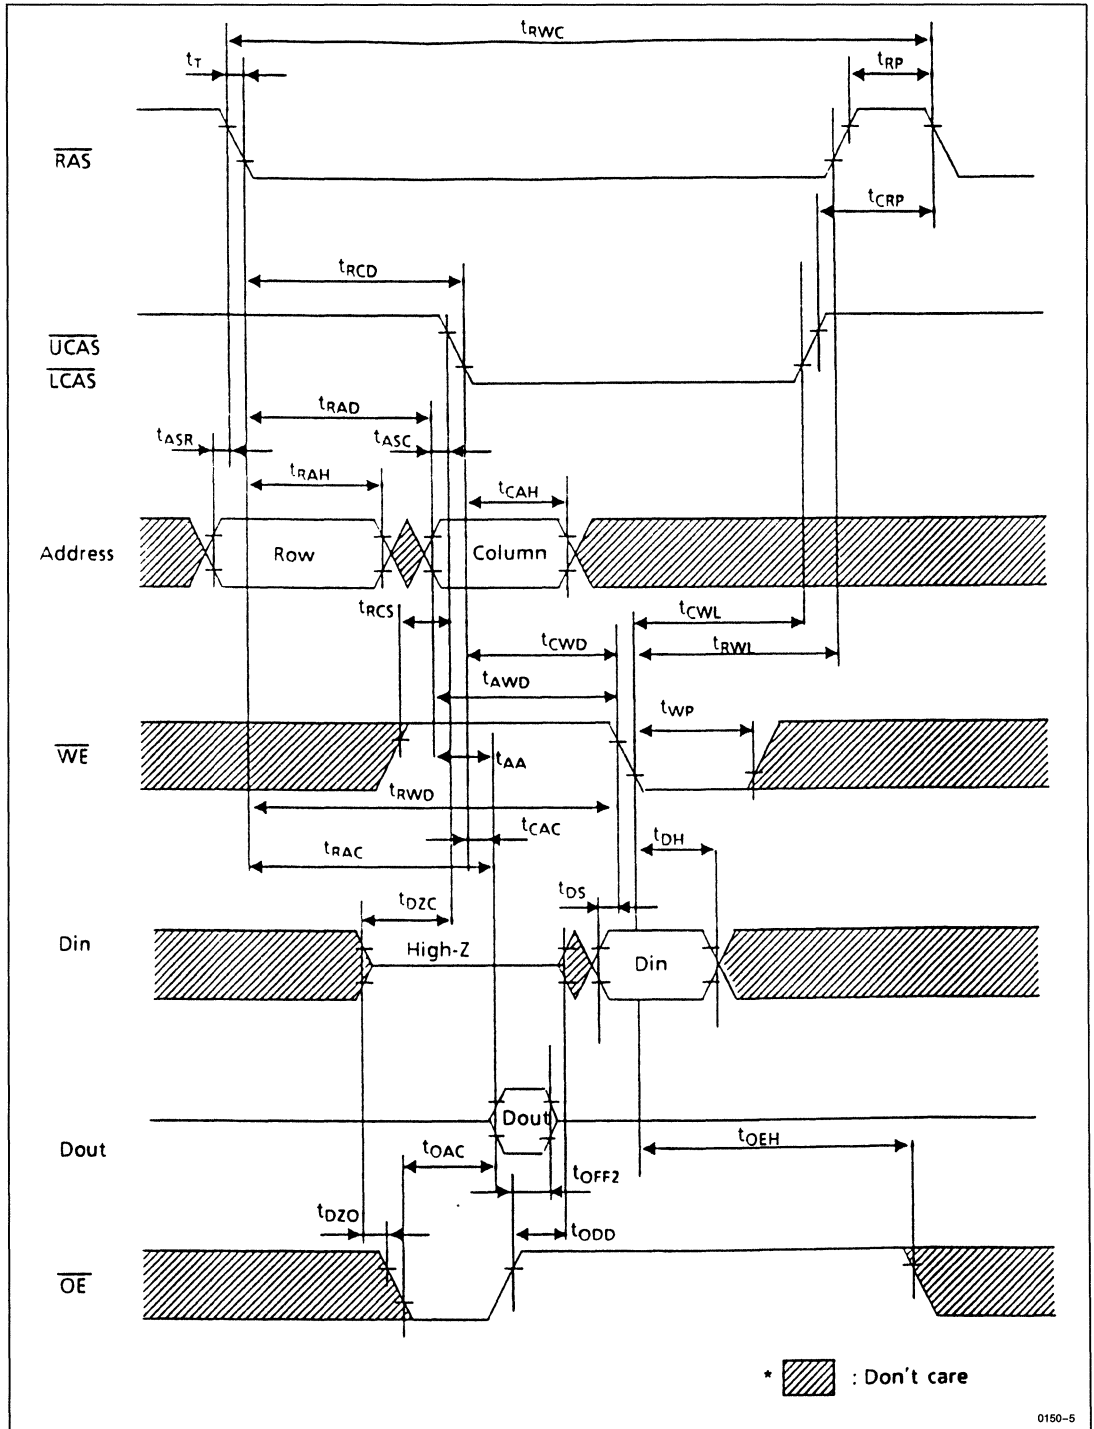 tRWC
tT
tRP
RAS
tCRP
tRCD
UCAS
LCAS
tRAD
tASR
tASC
tRAH
tCAH
Address
Row
Column
tRCS
tCWL
tCWD
tRWL
tAWD
tWP
WE
tAA
tRWD
tCAC
tDH
tRAC
tDS
tDZC
Din
High-Z
Din
Dout
Dout
tOEH
tOAC
tOFF2
tDZO
tODD
OE
* : Don't care
0150-5